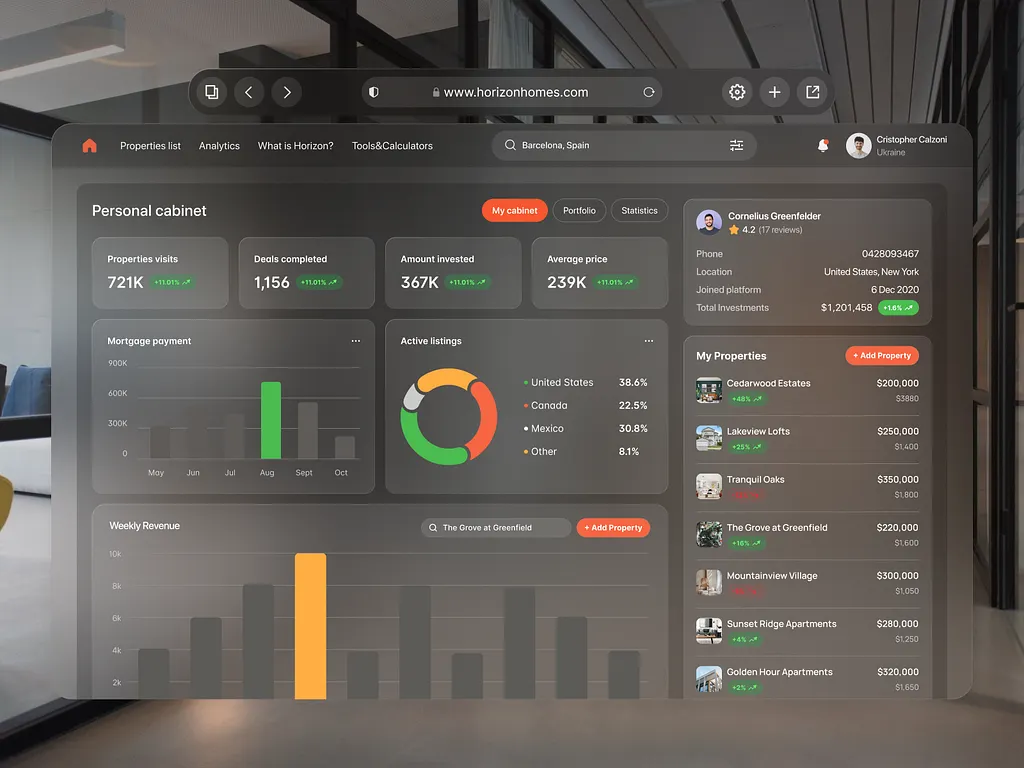 www.horizonhomes.com
Properties list Analytics What is Horizon? Tools&Calculators
Barcelona, Spain
Cristopher Calzoni
Ukraine
Personal cabinet
My cabinet Portfolio Statistics
Properties visits
721K +11.01%
Deals completed
1,156 +11.01%
Amount invested
367K +11.01%
Average price
239K +11.01%
Mortgage payment
900K
600K
300K
0
May Jun Jul Aug Sept Oct
Active listings
United States 38.6%
Canada 22.5%
Mexico 30.8%
Other 8.1%
Weekly Revenue
The Grove at Greenfield
+ Add Property
10k
8k
6k
4k
2k
Cornelius Greenfelder
4.2 (17 reviews)
Phone 0428093467
Location United States, New York
Joined platform 6 Dec 2020
Total Investments $1,201,458 +1.6%
My Properties + Add Property
Cedarwood Estates $200,000
+48% $3880
Lakeview Lofts $250,000
+25% $1,400
Tranquil Oaks $350,000
$1,800
The Grove at Greenfield $220,000
+16% $1,600
Mountainview Village $300,000
$1,050
Sunset Ridge Apartments $280,000
+4% $1,250
Golden Hour Apartments $320,000
+2% $1,650